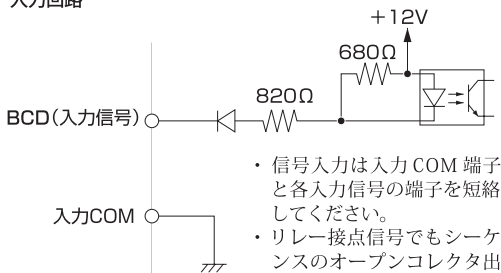 入力回路
+12V
680Ω
820Ω
BCD(入力信号)
入力COM
・ 信号入力は入力 COM 端子
と各入力信号の端子を短絡
してください。
・ リレー接点信号でもシーケ
ンスのオープンコレクタ出